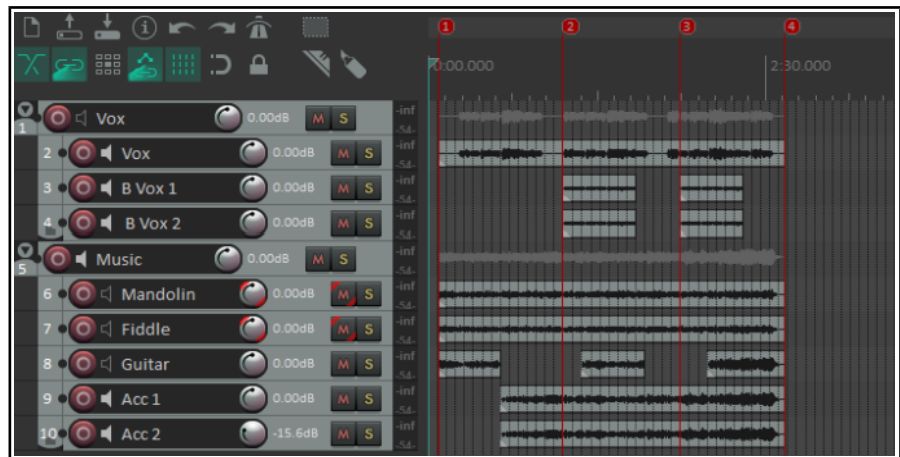 1 2 3 4
0:00.000 2:30.000
1 Vox 0.00dB M S -inf -54-
2 Vox 0.00dB M S -inf -54-
3 B Vox 1 0.00dB M S -inf -54-
4 B Vox 2 0.00dB M S -inf -54-
5 Music 0.00dB M S -inf -54-
6 Mandolin 0.00dB M S -inf -54-
7 Fiddle 0.00dB M S -inf -54-
8 Guitar 0.00dB M S -inf -54-
9 Acc 1 0.00dB M S -inf -54-
10 Acc 2 -15.6dB M S -inf -54-